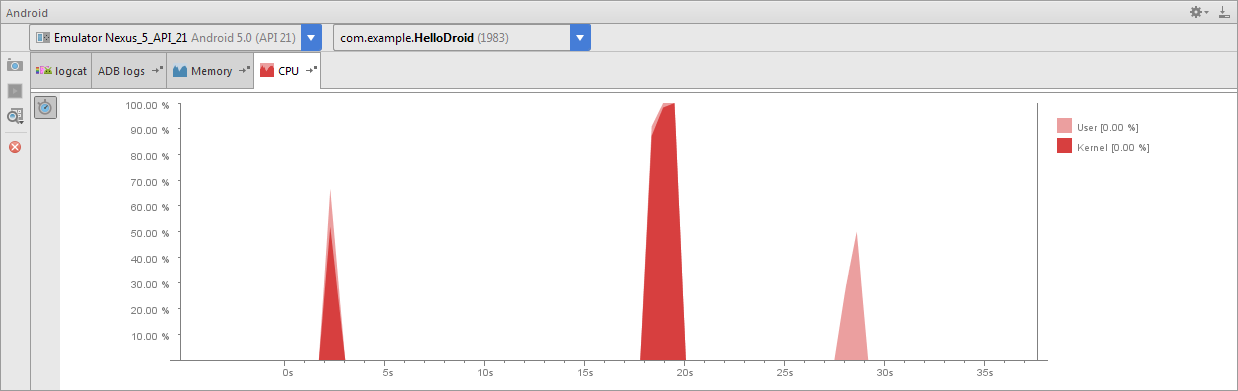 Android
Emulator Nexus_5_API_21 Android 5.0 (API 21)
com.example.HelloDroid (1983)
logcat
ADB logs
Memory
CPU
100.00 %
90.00 %
80.00 %
70.00 %
60.00 %
50.00 %
40.00 %
30.00 %
20.00 %
10.00 %
0s
5s
10s
15s
20s
25s
30s
35s
User [0.00 %]
Kernel [0.00 %]